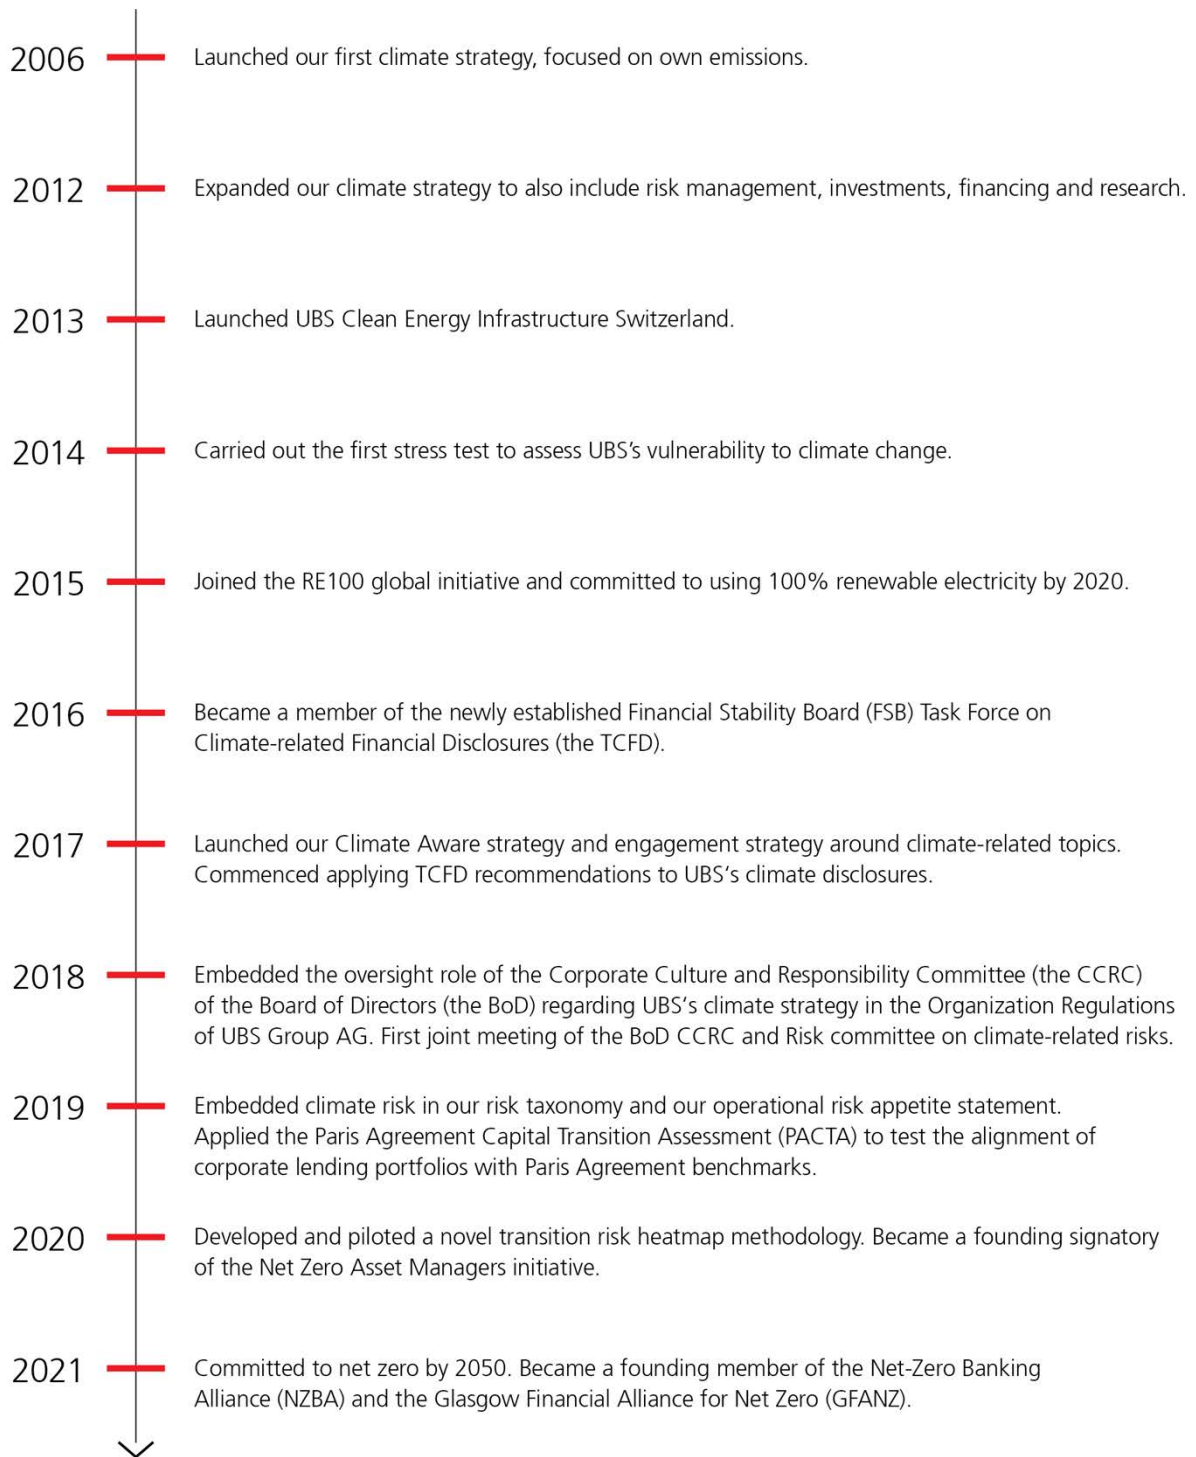 2006 Launched our first climate strategy, focused on own emissions.
2012 Expanded our climate strategy to also include risk management, investments, financing and research.
2013 Launched UBS Clean Energy Infrastructure Switzerland.
2014 Carried out the first stress test to assess UBS’s vulnerability to climate change.
2015 Joined the RE100 global initiative and committed to using 100% renewable electricity by 2020.
2016 Became a member of the newly established Financial Stability Board (FSB) Task Force on
Climate-related Financial Disclosures (the TCFD).
2017 Launched our Climate Aware strategy and engagement strategy around climate-related topics.
Commenced applying TCFD recommendations to UBS‘s climate disclosures.
2018 Embedded the oversight role of the Corporate Culture and Responsibility Committee (the CCRC)
of the Board of Directors (the BoD) regarding UBS‘s climate strategy in the Organization Regulations
of UBS Group AG. First joint meeting of the BoD CCRC and Risk committee on climate-related risks.
2019 Embedded climate risk in our risk taxonomy and our operational risk appetite statement.
Applied the Paris Agreement Capital Transition Assessment (PACTA) to test the alignment of
corporate lending portfolios with Paris Agreement benchmarks.
2020 Developed and piloted a novel transition risk heatmap methodology. Became a founding signatory
of the Net Zero Asset Managers initiative.
2021 Committed to net zero by 2050. Became a founding member of the Net-Zero Banking
Alliance (NZBA) and the Glasgow Financial Alliance for Net Zero (GFANZ).